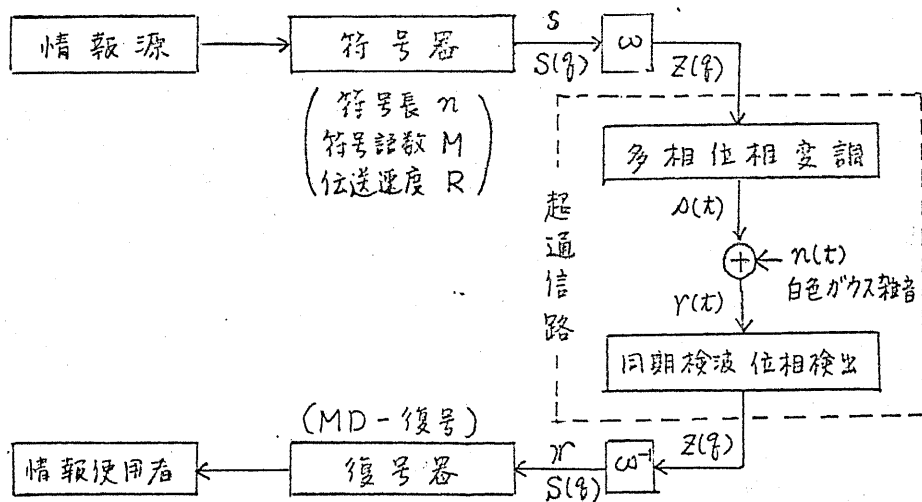 情報源
符号器
S
S(q)
ω
Z(q)
符号長 n
符号語数 M
伝送速度 R
多相位相変調
s(t)
超通信路
n(t)
白色ガウス雑音
r(t)
同期検波位相検出
(MD-復号)
情報使用者
復号器
r
S(q)
ω⁻¹
Z(q)